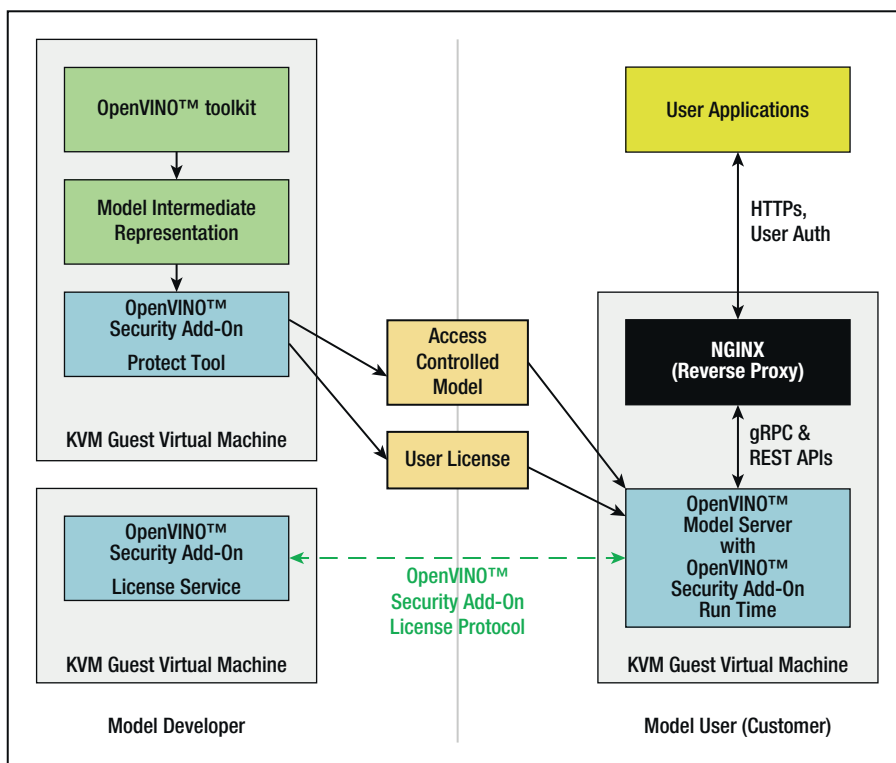 OpenVINO™ toolkit
Model Intermediate
Representation
OpenVINO™
Security Add-On
Protect Tool
KVM Guest Virtual Machine
OpenVINO™
Security Add-On
License Service
KVM Guest Virtual Machine
Model Developer
Access
Controlled
Model
User License
OpenVINO™
Security Add-On
License Protocol
User Applications
HTTPs,
User Auth
NGINX
(Reverse Proxy)
gRPC &
REST APIs
OpenVINO™
Model Server
with
OpenVINO™
Security Add-On
Run Time
KVM Guest Virtual Machine
Model User (Customer)